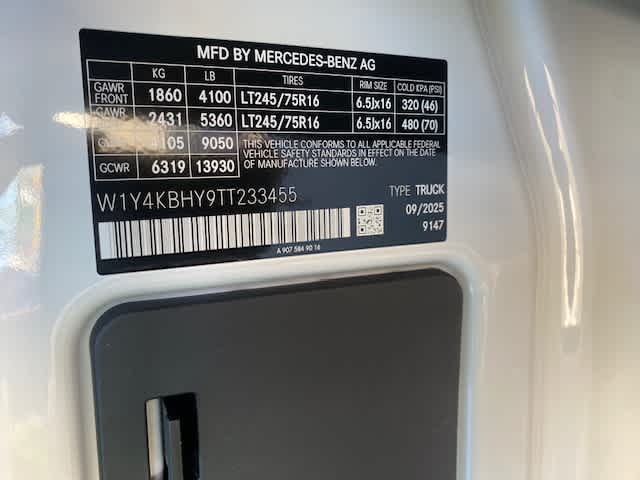 MFD BY MERCEDES-BENZ AG
KG LB TIRES RIM SIZE COLD KPA (PSI)
GAWR FRONT 1860 4100 LT245/75R16 6.5Jx16 320 (46)
GAWR 2431 5360 LT245/75R16 6.5Jx16 480 (70)
4105 9050 THIS VEHICLE CONFORMS TO ALL APPLICABLE FEDERAL
VEHICLE SAFETY STANDARDS IN EFFECT ON THE DATE
GCWR 6319 13930 OF MANUFACTURE SHOWN ABOVE.
W1Y4KBHY9TT233455 TYPE TRUCK
09/2025
9147
A 907 584 90 16